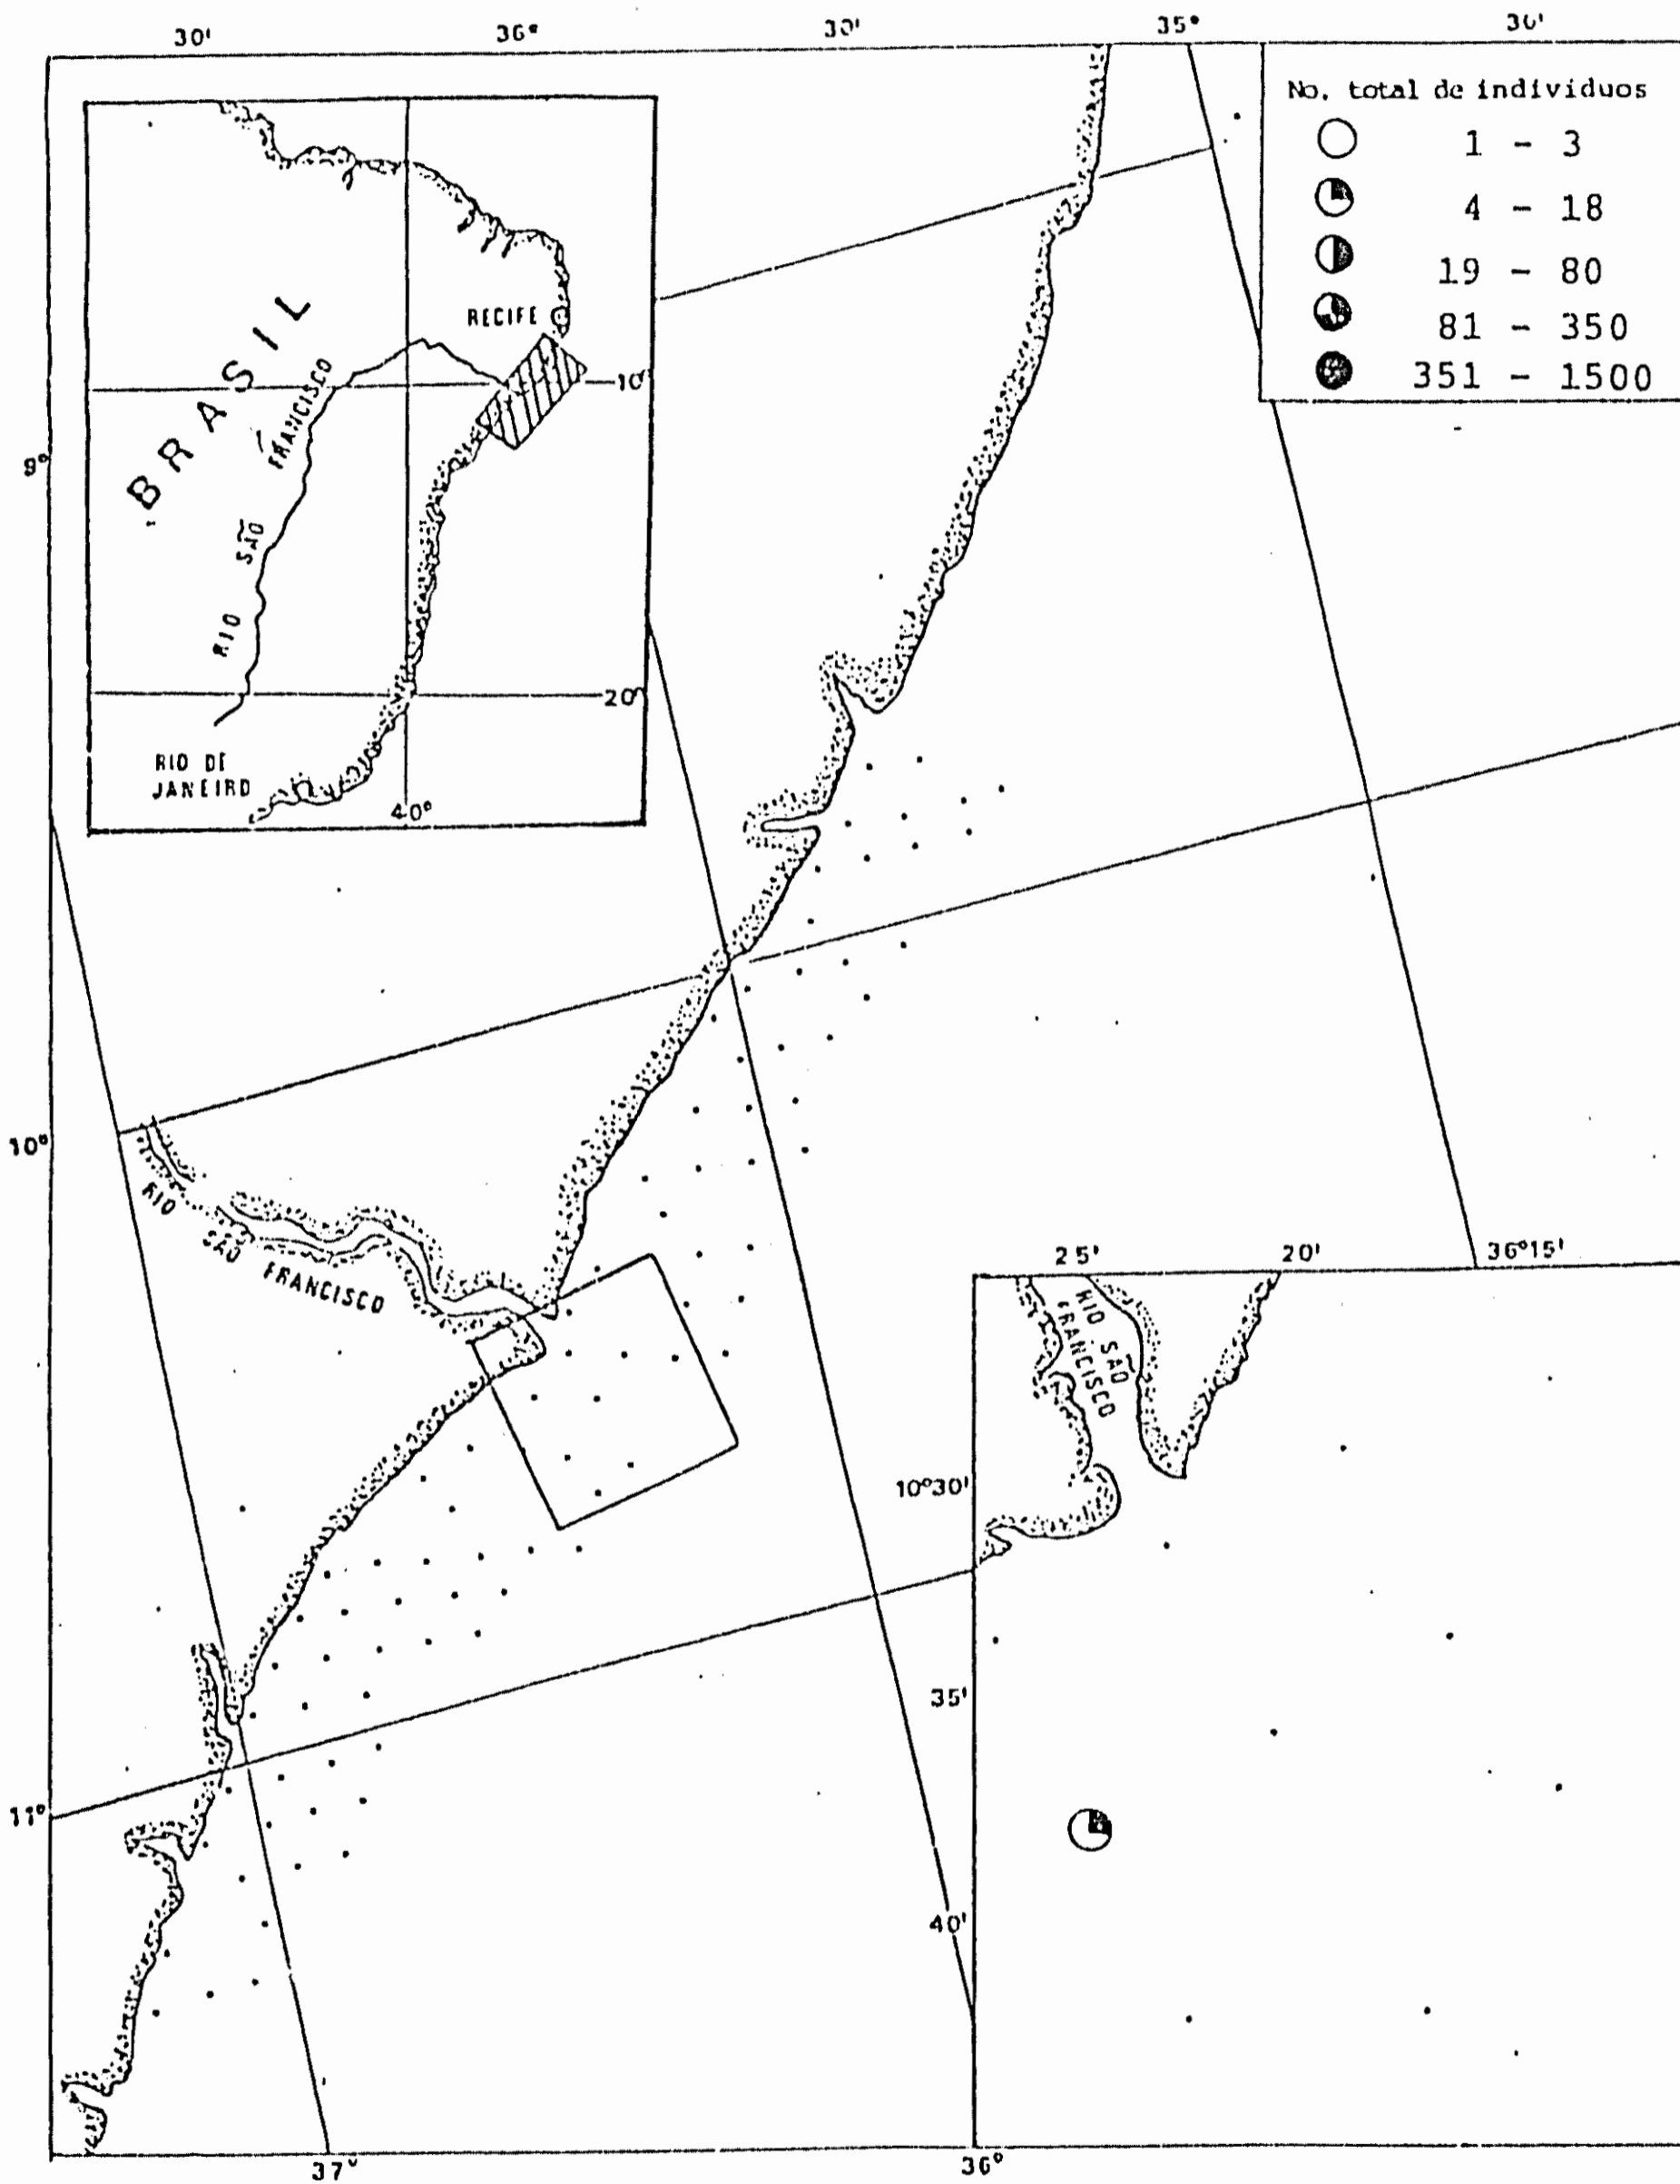 30' 36° 30' 35° 30'
No. total de individuos
1 - 3
4 - 18
19 - 80
81 - 350
351 - 1500
BRASIL
RECIFE
RIO SÃO FRANCISCO
10°
20°
RIO DE
JANEIRO
40°
9°
10°
RIO SÃO FRANCISCO
11°
37°
36°
25' 20' 36°15'
RIO SÃO
FRANCISCO
10°30'
35'
40'